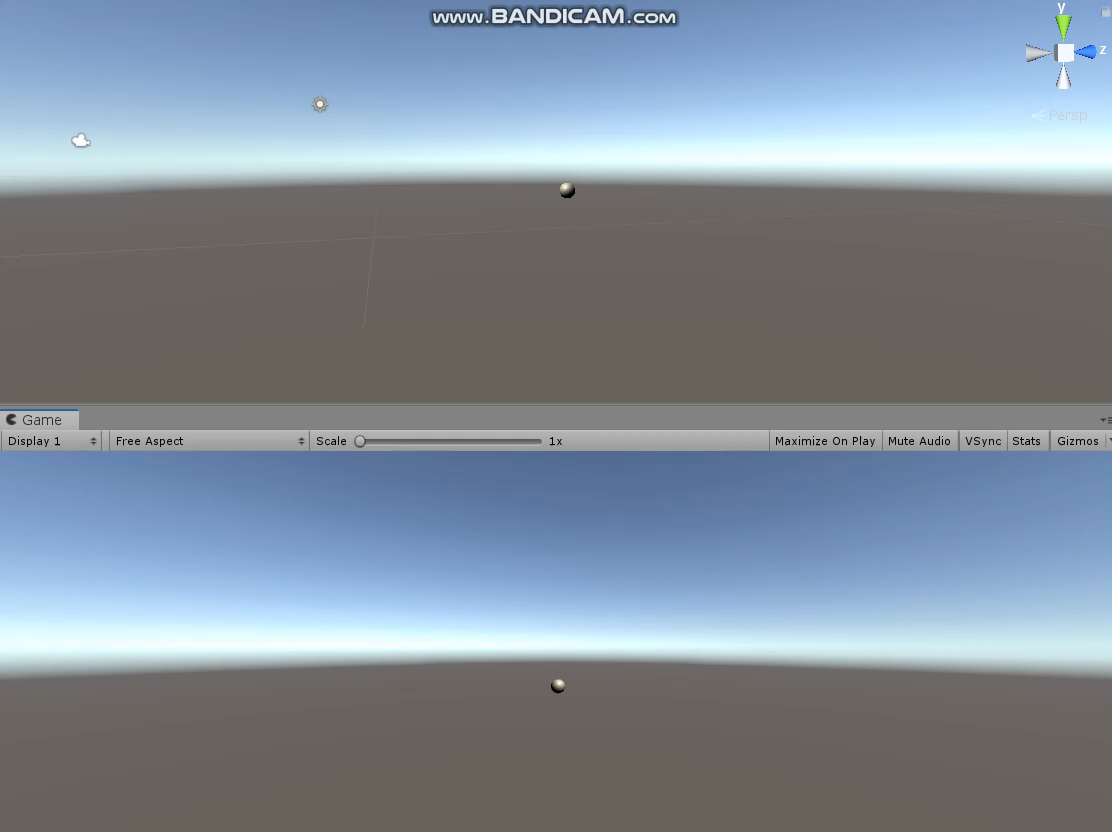 www.BANDICAM.com
y
z
Persp
Game
Display 1 Free Aspect Scale 1x Maximize On Play Mute Audio VSync Stats Gizmos